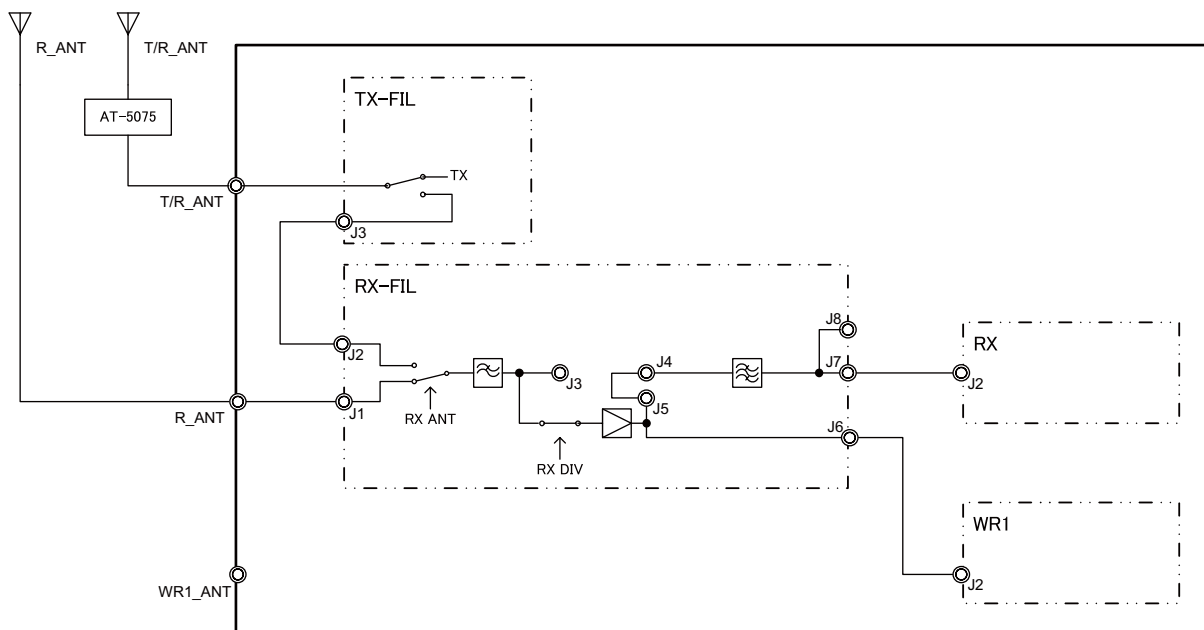 R_ANT
T/R_ANT
AT-5075
TX-FIL
TX
T/R_ANT
J3
RX-FIL
J8
RX
J2
J3
J4
J7
J2
J1
RX ANT
J5
R_ANT
J6
RX DIV
WR1
J2
WR1_ANT